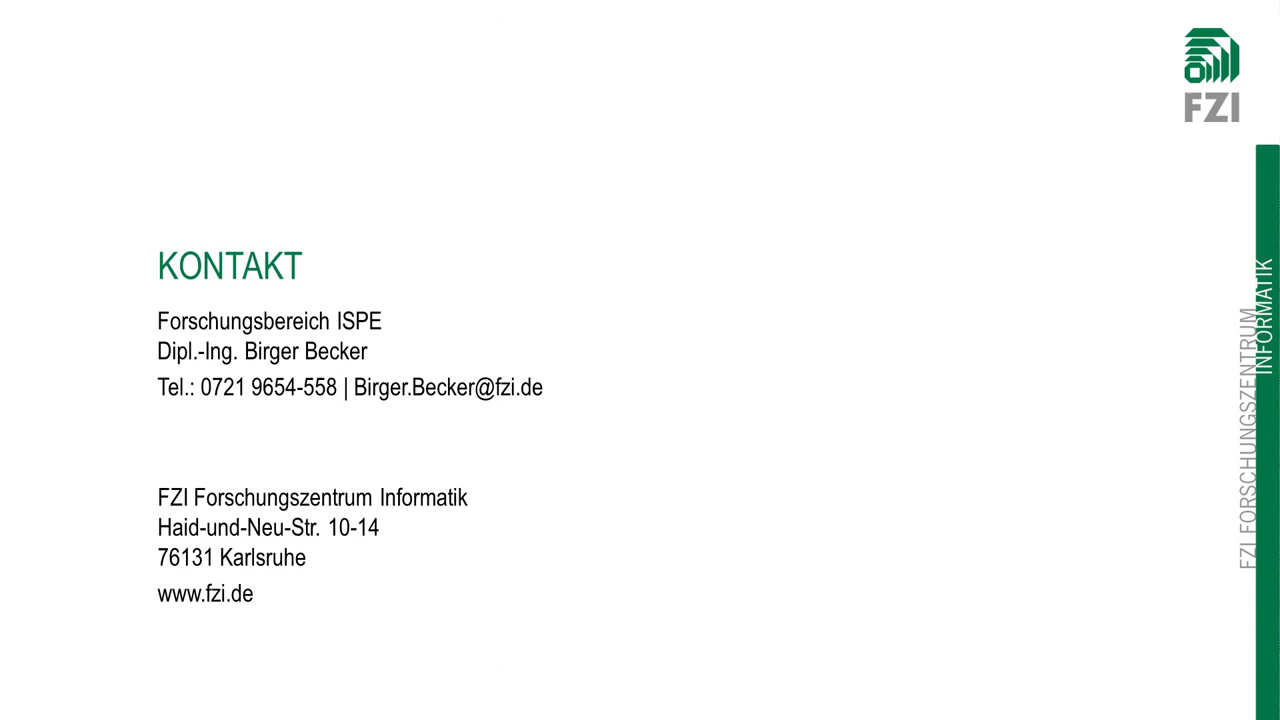 FZI
KONTAKT
Forschungsbereich ISPE
Dipl.-Ing. Birger Becker
Tel.: 0721 9654-558 | Birger.Becker@fzi.de
FZI Forschungszentrum Informatik
Haid-und-Neu-Str. 10-14
76131 Karlsruhe
www.fzi.de
FZI FORSCHUNGSZENTRUM
INFORMATIK